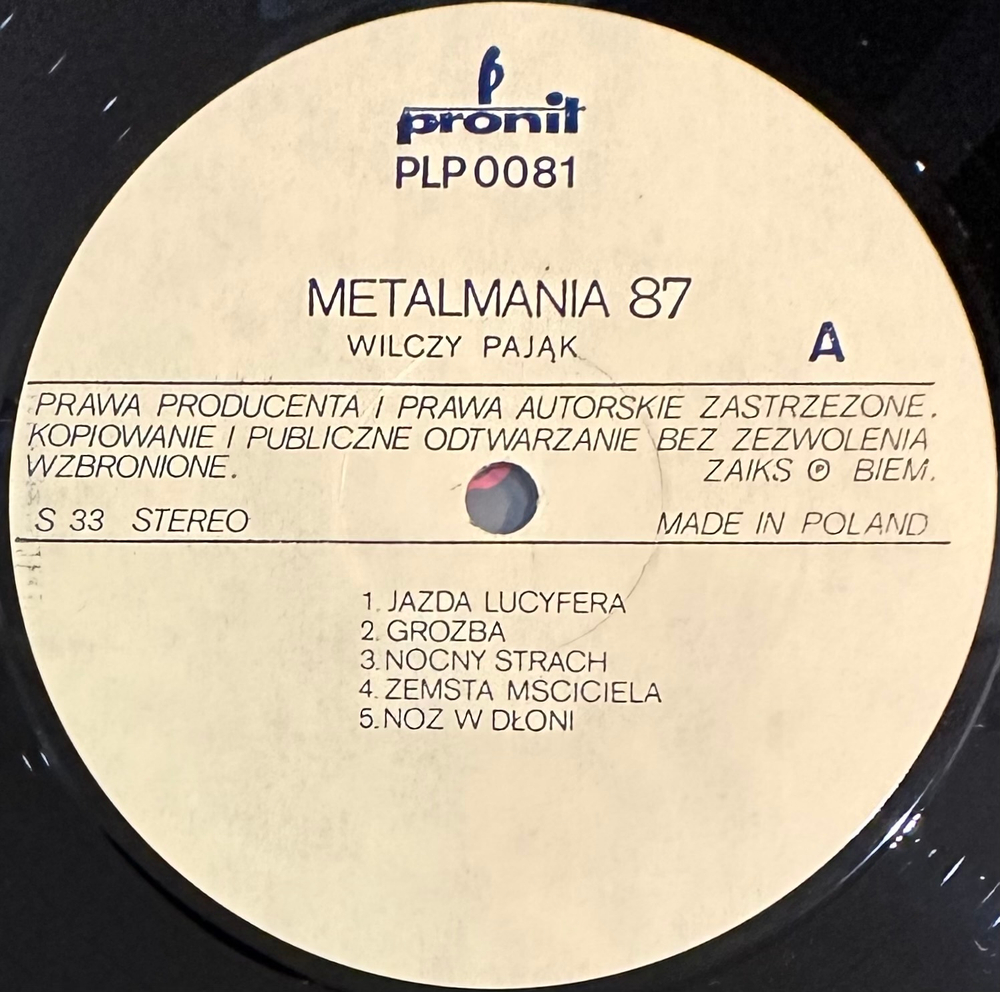 pronit
PLP 0081
METALMANIA 87
WILCZY PAJĄK
A
PRAWA PRODUCENTA I PRAWA AUTORSKIE ZASTRZEZONE.
KOPIOWANIE I PUBLICZNE ODTWARZANIE BEZ ZEZWOLENIA
WZBRONIONE. ZAIKS ℗ BIEM.
S 33 STEREO MADE IN POLAND
1. JAZDA LUCYFERA
2. GROZBA
3. NOCNY STRACH
4. ZEMSTA MSCICIELA
5. NOZ W DŁONI